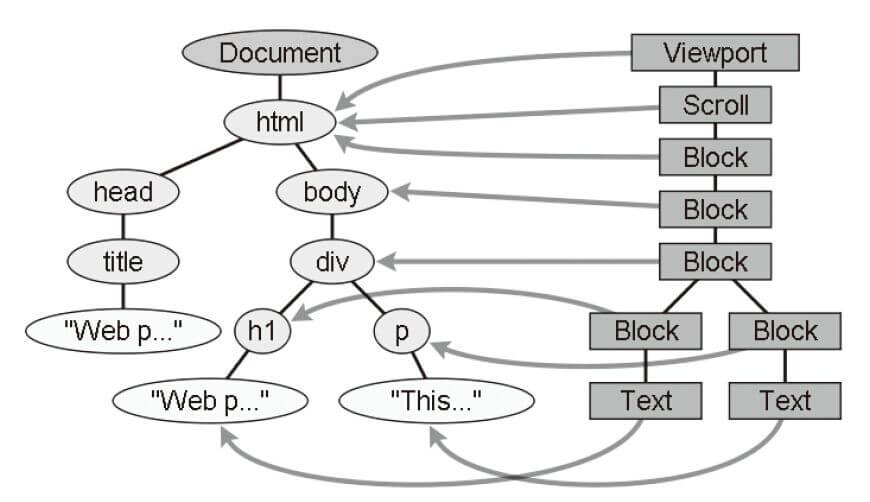 Document
Viewport
html
Scroll
Block
head
body
Block
title
div
Block
"Web p..."
h1
p
Block
Block
"Web p..."
"This..."
Text
Text